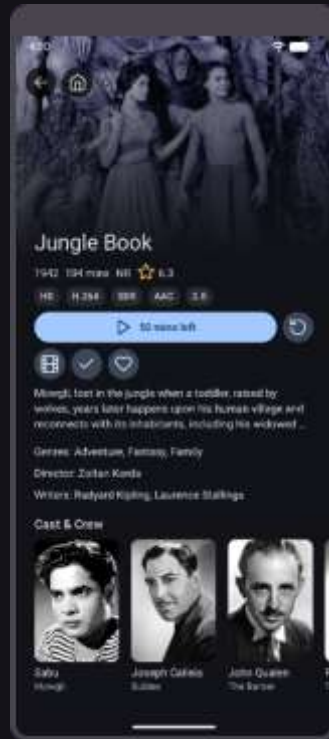 4:20
Jungle Book
1942 104 mins NR 6.3
HD H.264 SDR AAC 2.0
50 mins left
Mowgli, lost in the jungle when a toddler, raised by
wolves, years later happens upon his human village and
reconnects with its inhabitants, including his widowed ...
Genres: Adventure, Fantasy, Family
Director: Zoltan Korda
Writers: Rudyard Kipling, Laurence Stallings
Cast & Crew
Sabu Joseph Calleia John Qualen
Mowgli Buldeo The Barber